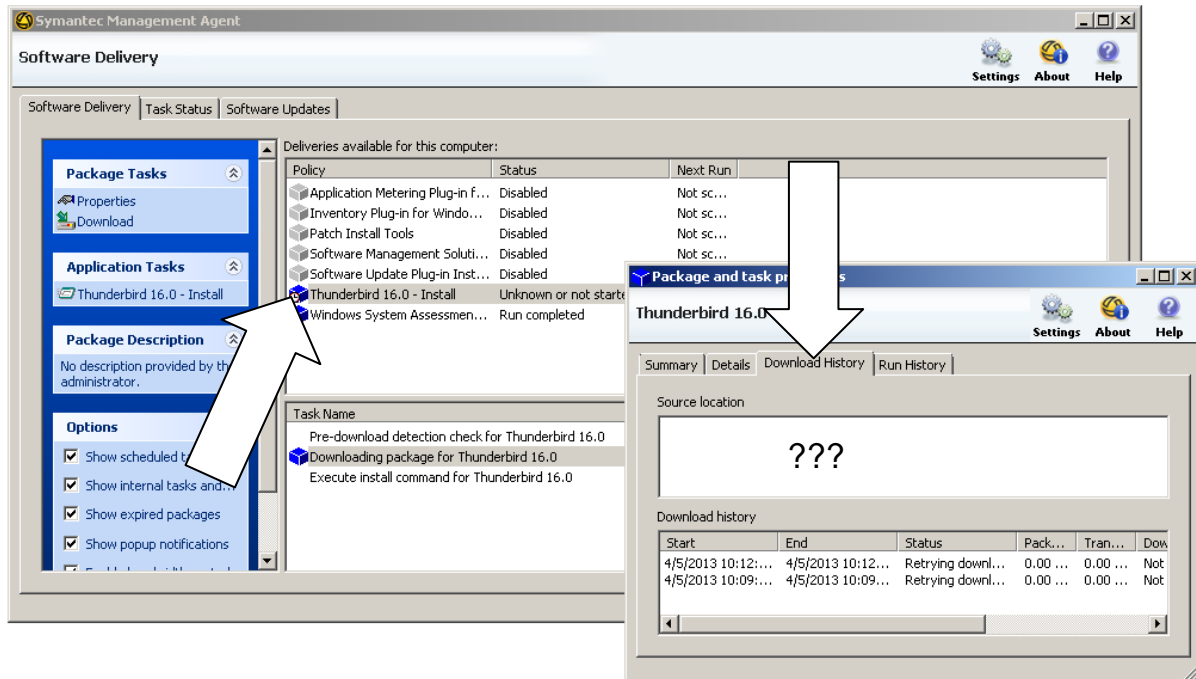 Symantec Management Agent
Software Delivery
Settings About Help
Software Delivery Task Status Software Updates
Package Tasks
Properties
Download
Application Tasks
Thunderbird 16.0 - Install
Package Description
No description provided by th
administrator.
Options
Show scheduled t
Show internal tasks and...
Show expired packages
Show popup notifications
Deliveries available for this computer:
Policy Status Next Run
Application Metering Plug-in f... Disabled Not sc...
Inventory Plug-in for Windo... Disabled Not sc...
Patch Install Tools Disabled Not sc...
Software Management Soluti... Disabled Not sc...
Software Update Plug-in Inst... Disabled
Thunderbird 16.0 - Install Unknown or not starte
Windows System Assessmen... Run completed
Task Name
Pre-download detection check for Thunderbird 16.0
Downloading package for Thunderbird 16.0
Execute install command for Thunderbird 16.0
Package and task pr s
Thunderbird 16.0
Settings About Help
Summary Details Download History Run History
Source location
???
Download history
Start End Status Pack... Tran... Dow
4/5/2013 10:12:... 4/5/2013 10:12... Retrying downl... 0.00 ... 0.00 ... Not
4/5/2013 10:09:... 4/5/2013 10:09... Retrying downl... 0.00 ... 0.00 ... Not